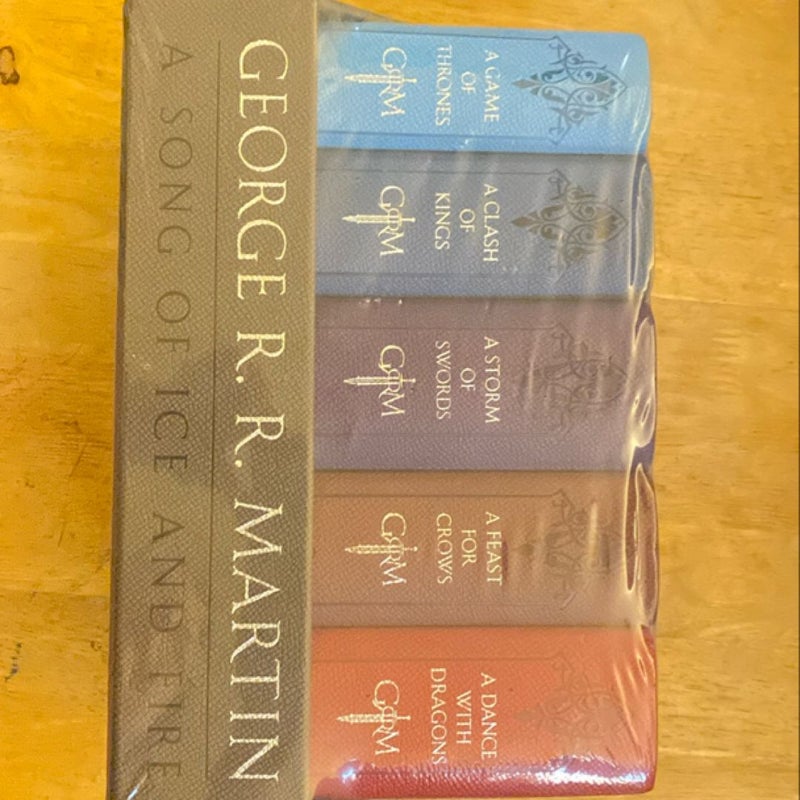 A GAME
OF
THRONES
GRRM
A CLASH
OF
KINGS
GRRM
A STORM
OF
SWORDS
GRRM
A FEAST
FOR
CROWS
GRRM
A DANCE
WITH
DRAGONS
GRRM
GEORGE R. R. MARTIN
A SONG OF ICE AND FIRE